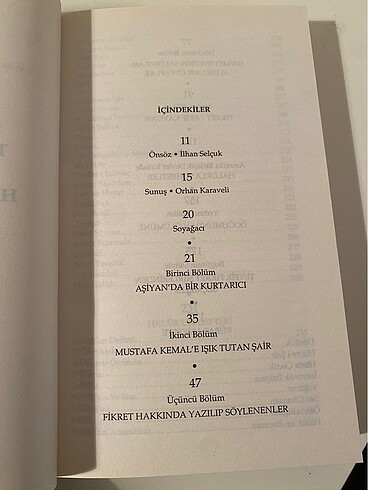 İÇİNDEKİLER
11
Önsöz • İlhan Selçuk
15
Sunuş • Orhan Karaveli
20
Soyağacı
•
21
Birinci Bölüm
AŞİYAN'DA BİR KURTARICI
•
35
İkinci Bölüm
MUSTAFA KEMAL'E IŞIK TUTAN ŞAİR
•
47
Üçüncü Bölüm
FİKRET HAKKINDA YAZILIP SÖYLENENLER